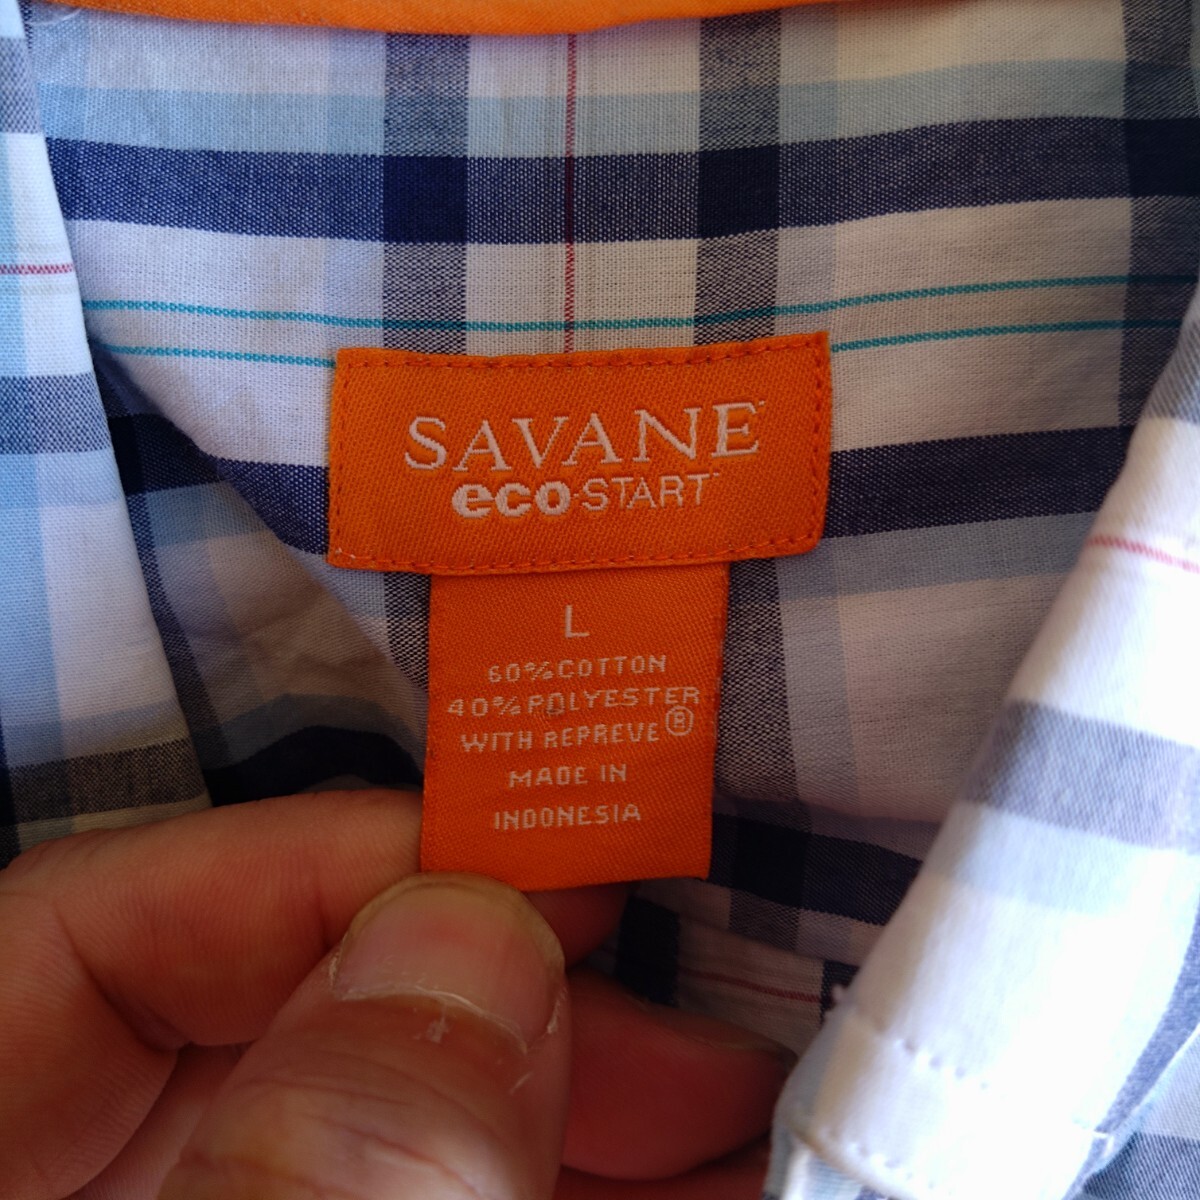 SAVANE
eco-START
L
60% COTTON
40% POLYESTER
WITH REPREVE®
MADE IN
INDONESIA